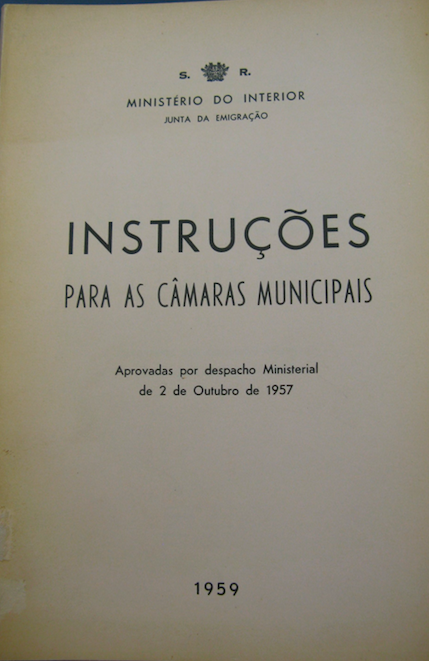 S. R.
MINISTÉRIO DO INTERIOR
JUNTA DA EMIGRAÇÃO
INSTRUÇÕES
PARA AS CÂMARAS MUNICIPAIS
Aprovadas por despacho Ministerial
de 2 de Outubro de 1957
1959